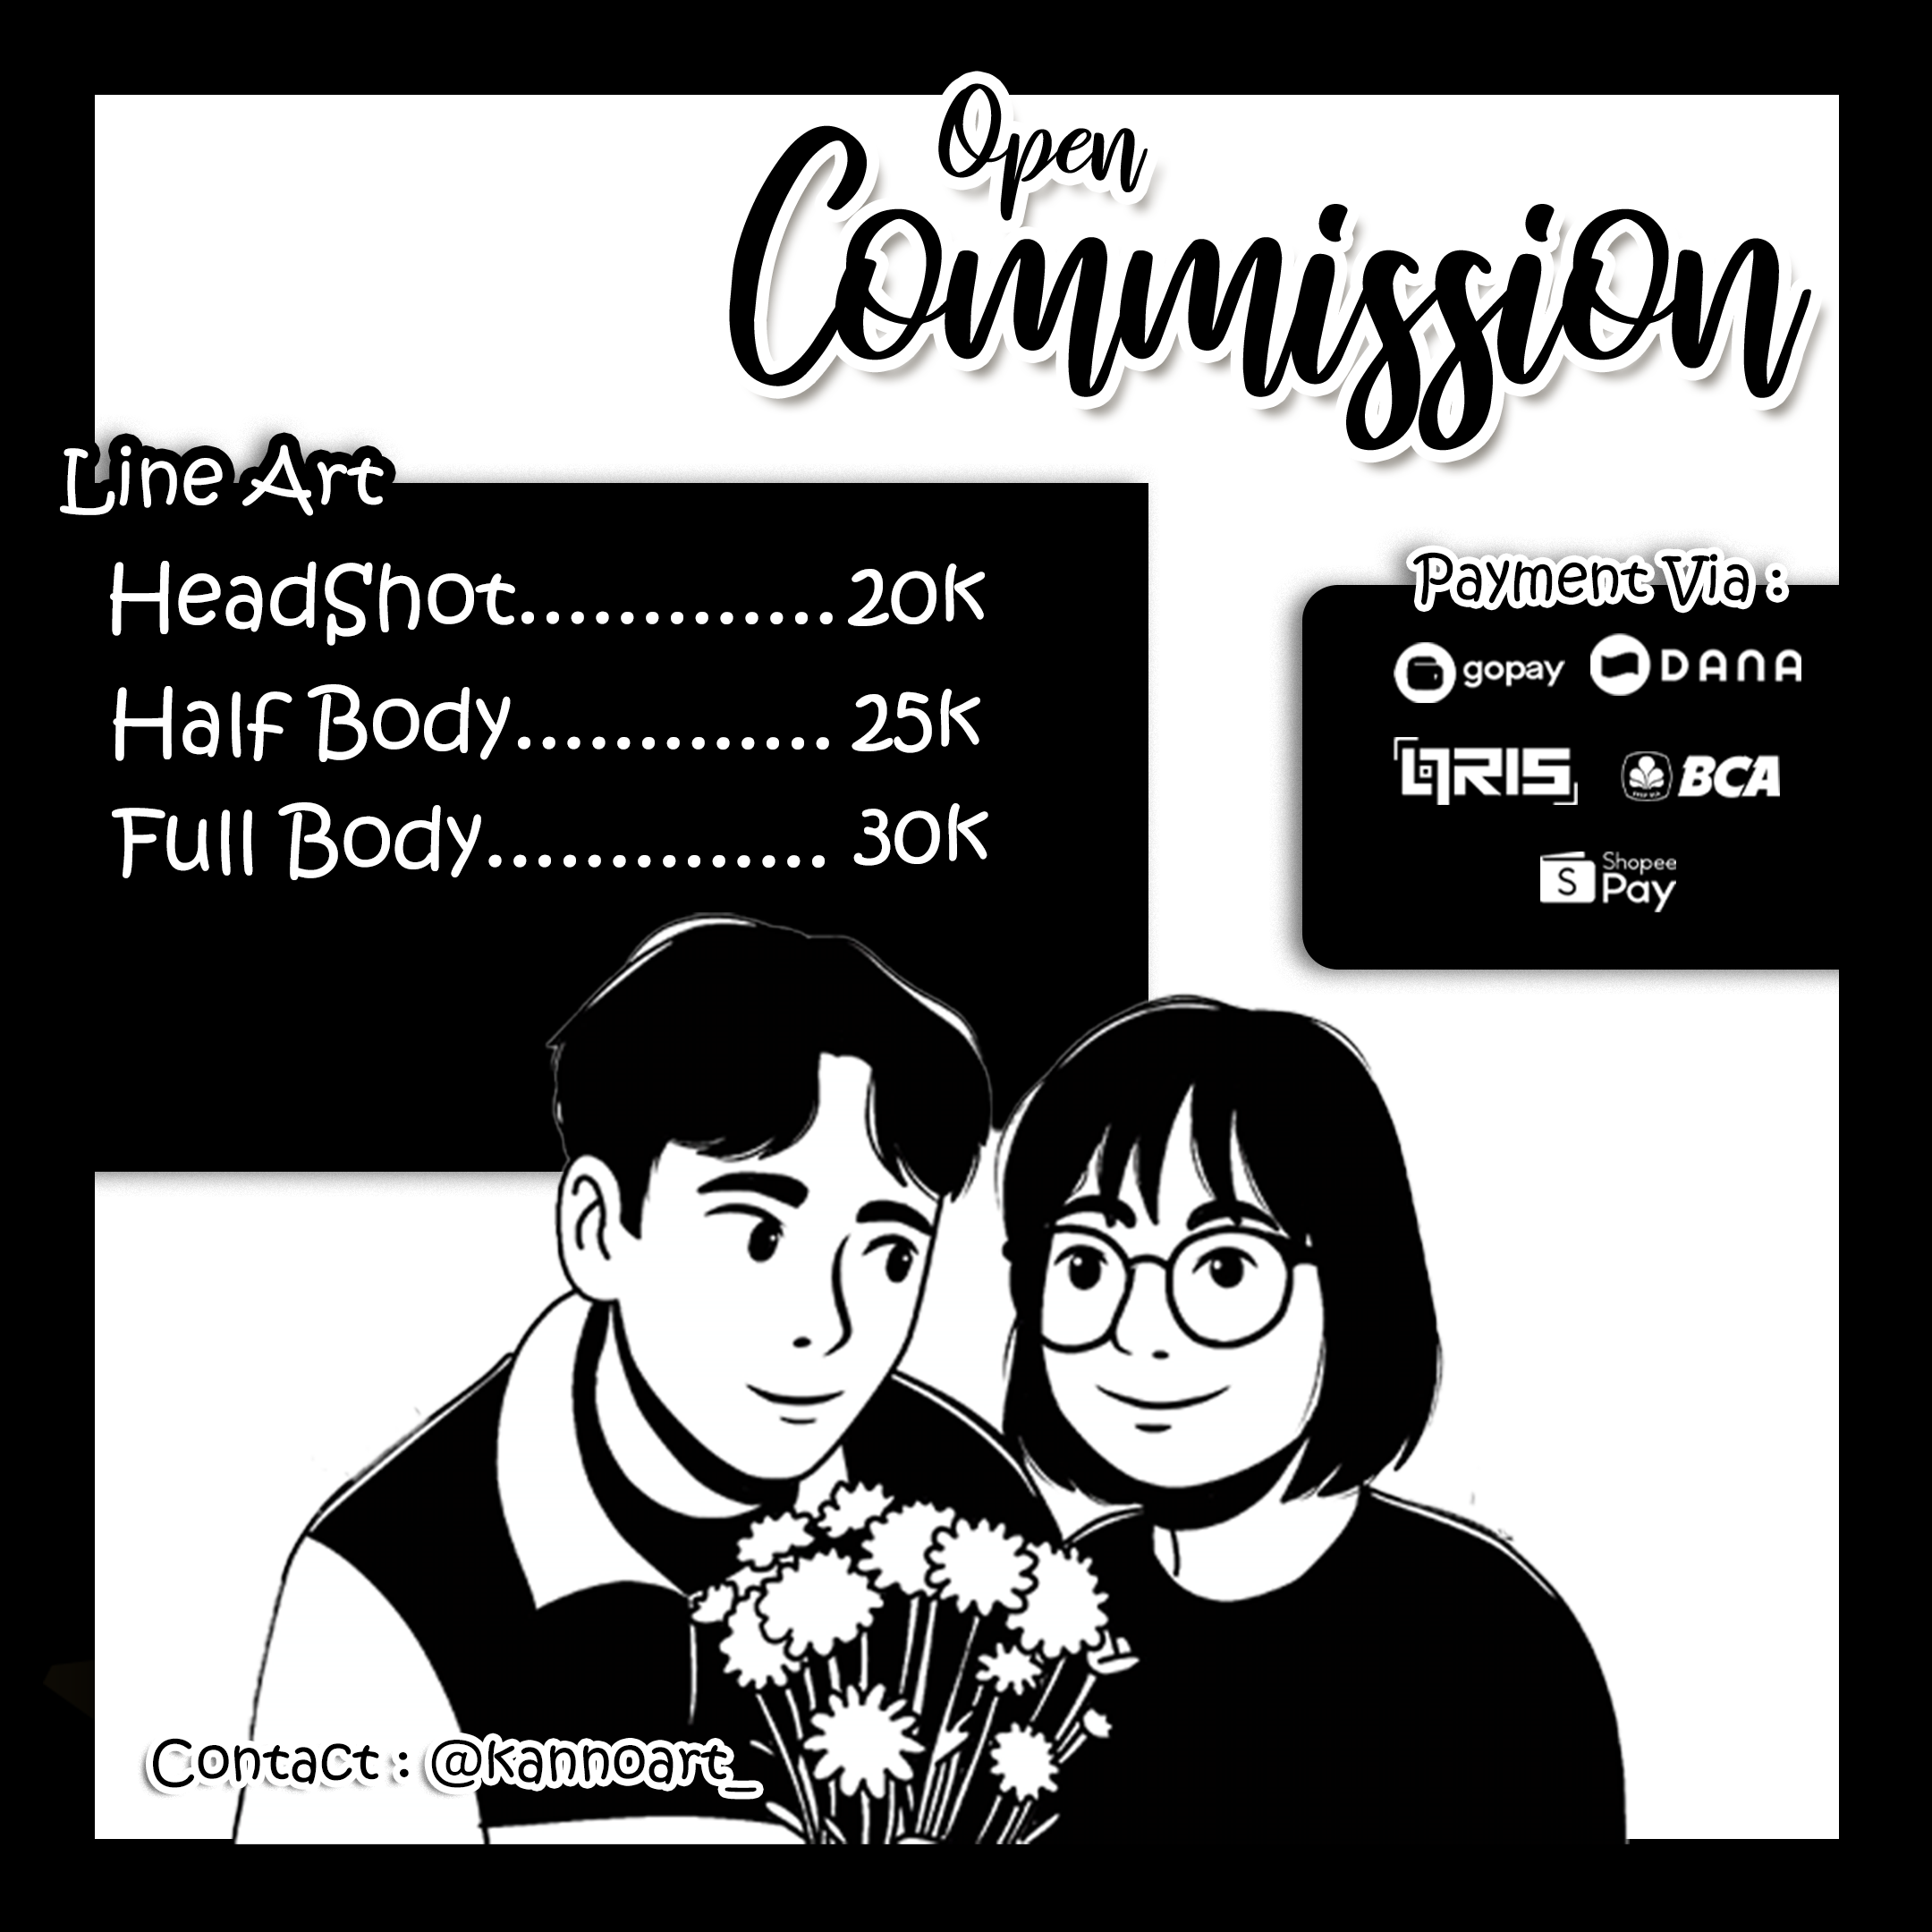 Open
Commission
Line Art
HeadShot.............20K
Half Body............. 25K
Full Body.............. 30K
Payment Via :
gopay DANA
QRIS BCA
Shopee
Pay
Contact : @kannoart_